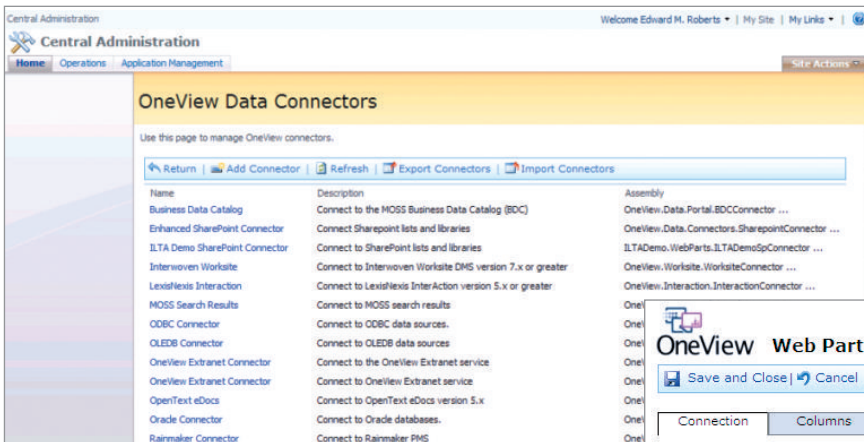 Central Administration
Welcome Edward M. Roberts | My Site | My Links |
Central Administration
Home Operations Application Management Site Actions
OneView Data Connectors
Use this page to manage OneView connectors.
Return | Add Connector | Refresh | Export Connectors | Import Connectors
Name Description Assembly
Business Data Catalog Connect to the MOSS Business Data Catalog (BDC) OneView.Data.Portal.BDCConnector ...
Enhanced SharePoint Connector Connect Sharepoint lists and libraries OneView.Data.Connectors.SharepointConnector ...
ILTA Demo SharePoint Connector Connect to SharePoint lists and libraries ILTADemo.WebParts.ILTADemoSpConnector ...
Interwoven Worksite Connect to Interwoven Worksite DMS version 7.x or greater OneView.Worksite.WorksiteConnector ...
LexisNexis Interaction Connect to LexisNexis InterAction version 5.x or greater OneView.Interaction.InteractionConnector ...
MOSS Search Results Connect to MOSS search results
ODBC Connector Connect to ODBC data sources.
OLEDB Connector Connect to OLEDB data sources
OneView Extranet Connector Connect to the OneView Extranet service
OneView Extranet Connector Connect to OneView Extranet service
OpenText eDocs Connect to OpenText eDocs version 5.x
Oracle Connector Connect to Oracle databases.
Rainmaker Connector Connect to Rainmaker PMS
OneView Web Part
Save and Close | Cancel
Connection Columns